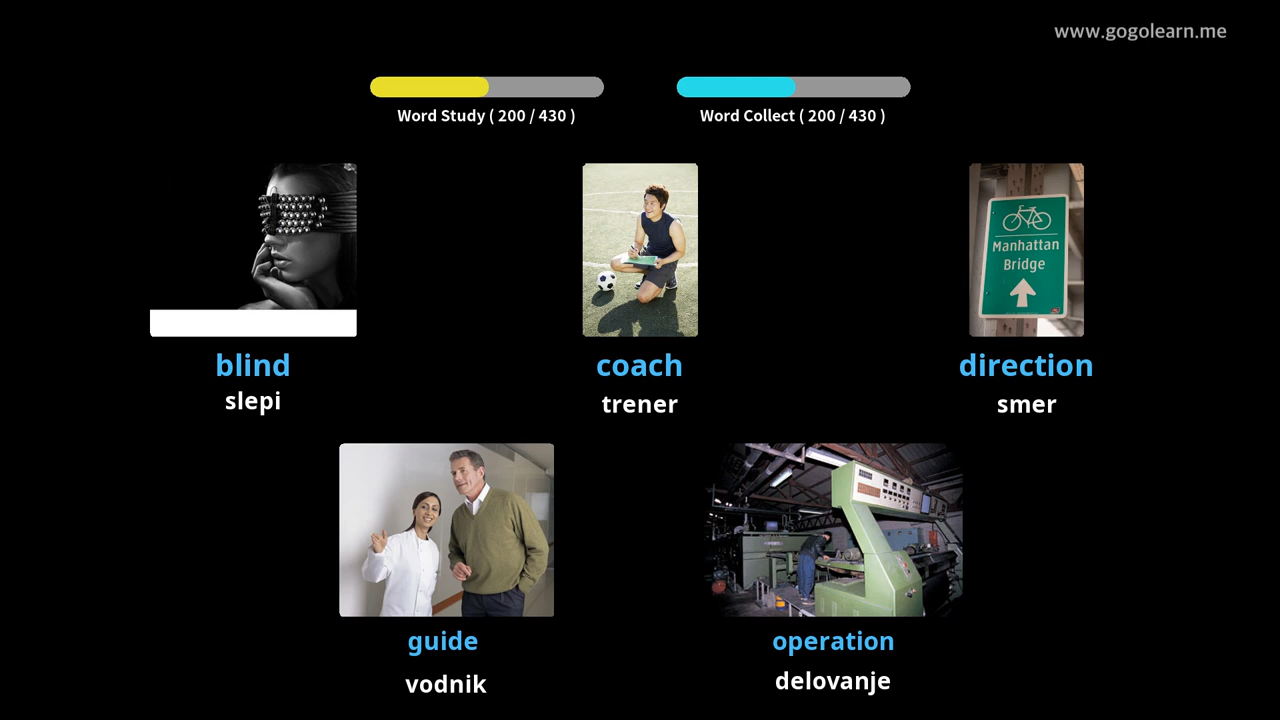 www.gogolearn.me
Word Study ( 200 / 430 )
Word Collect ( 200 / 430 )
Manhattan
Bridge
blind
slepi
coach
trener
direction
smer
guide
vodnik
operation
delovanje